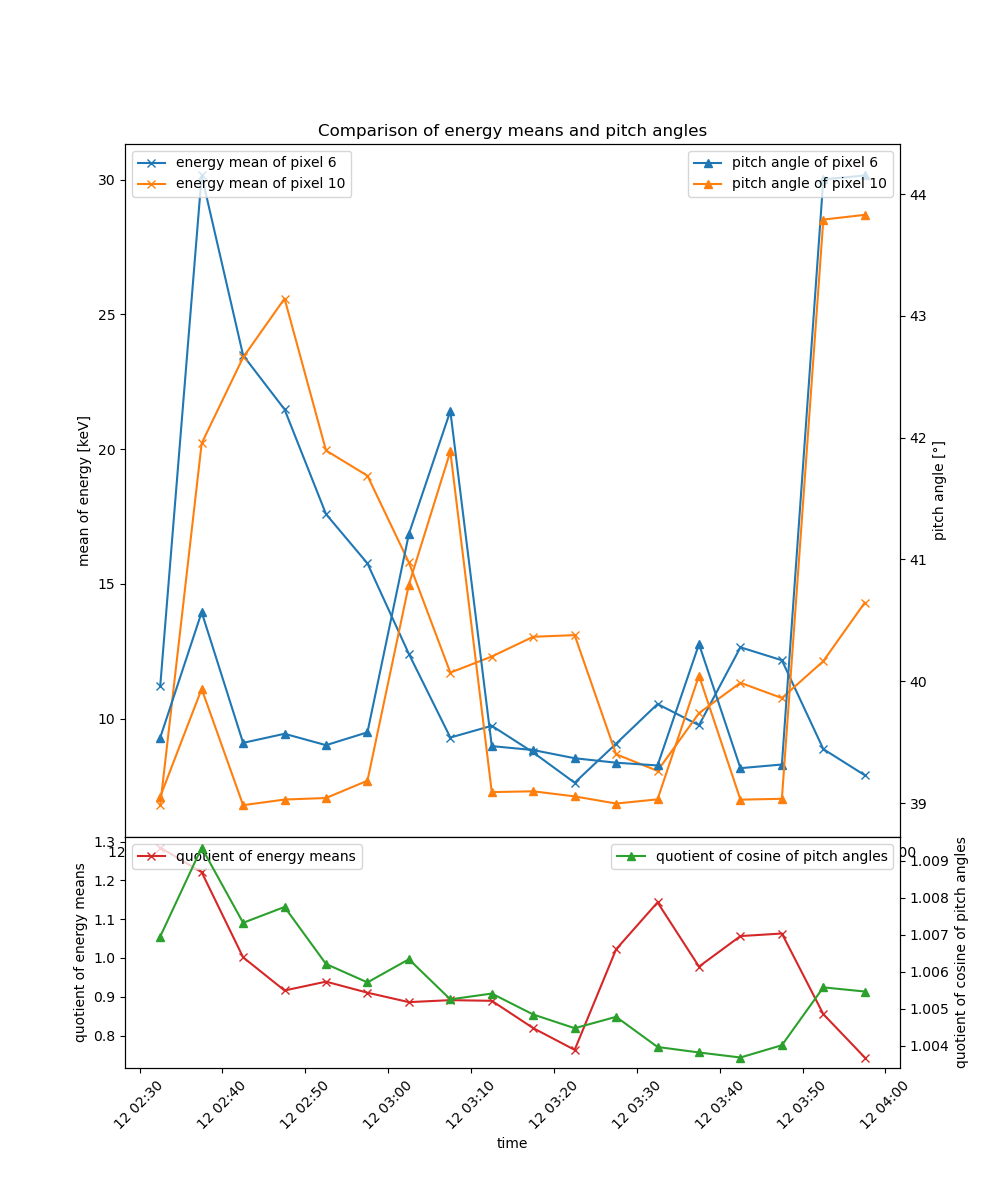 Comparison of energy means and pitch angles
energy mean of pixel 6
energy mean of pixel 10
pitch angle of pixel 6
pitch angle of pixel 10
30
25
20
15
10
mean of energy [keV]
44
43
42
41
40
39
pitch angle [°]
12
00
quotient of energy means
quotient of cosine of pitch angles
1.3
1.2
1.1
1.0
0.9
0.8
quotient of energy means
1.009
1.008
1.007
1.006
1.005
1.004
quotient of cosine of pitch angles
12 02:30
12 02:40
12 02:50
12 03:00
12 03:10
12 03:20
12 03:30
12 03:40
12 03:50
12 04:00
time